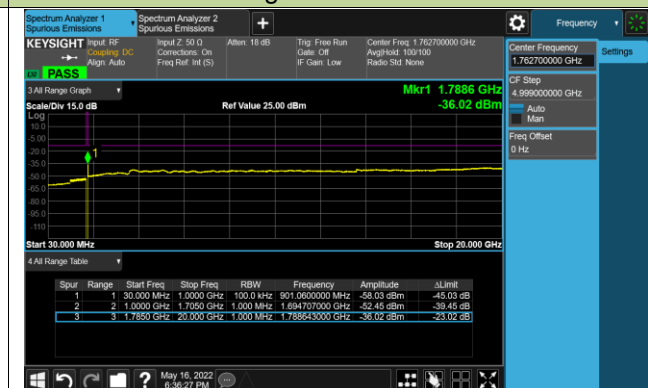 Spectrum Analyzer 1
Spurious Emissions
Spectrum Analyzer 2
Spurious Emissions
+
Frequency
KEYSIGHT
Input: RF
Coupling: DC
Align: Auto
Input Z: 50 Ω
Corrections: On
Freq Ref: Int (S)
Atten: 18 dB
Trig: Free Run
Gate: Off
IF Gain: Low
Center Freq: 1.762700000 GHz
Avg|Hold: 100/100
Radio Std: None
PASS
Center Frequency
1.762700000 GHz
Settings
CF Step
4.999000000 GHz
Auto
Man
Freq Offset
0 Hz
3 All Range Graph
Mkr1 1.7886 GHz
Scale/Div 15.0 dB
Ref Value 25.00 dBm
-36.02 dBm
Log
10.0
-5.00
-20.0
-35.0
-50.0
-65.0
-80.0
-95.0
-110
1
Start 30.000 MHz
Stop 20.000 GHz
4 All Range Table
Spur Range Start Freq Stop Freq RBW Frequency Amplitude ΔLimit
1 1 30.000 MHz 1.0000 GHz 100.0 kHz 901.0600000 MHz -58.03 dBm -45.03 dB
2 2 1.0000 GHz 1.7050 GHz 1.000 MHz 1.694707000 GHz -52.45 dBm -39.45 dB
3 3 1.7850 GHz 20.000 GHz 1.000 MHz 1.788643000 GHz -36.02 dBm -23.02 dB
?
May 16, 2022
6:36:27 PM